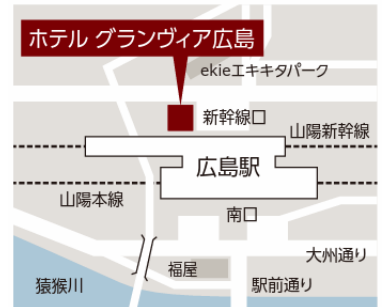 ホテル グランヴィア広島
ekieエキキタパーク
新幹線口
山陽新幹線
広島駅
山陽本線
南口
大州通り
福屋
猿猴川
駅前通り